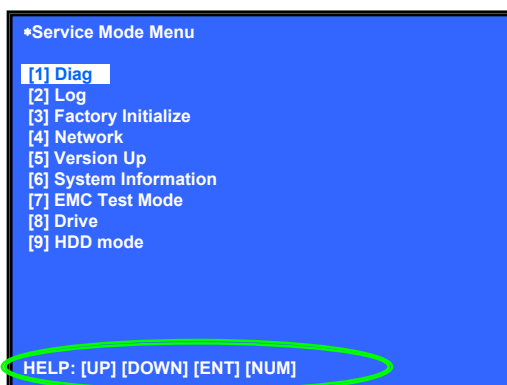 *Service Mode Menu
[1] Diag
[2] Log
[3] Factory Initialize
[4] Network
[5] Version Up
[6] System Information
[7] EMC Test Mode
[8] Drive
[9] HDD mode
HELP: [UP] [DOWN] [ENT] [NUM]